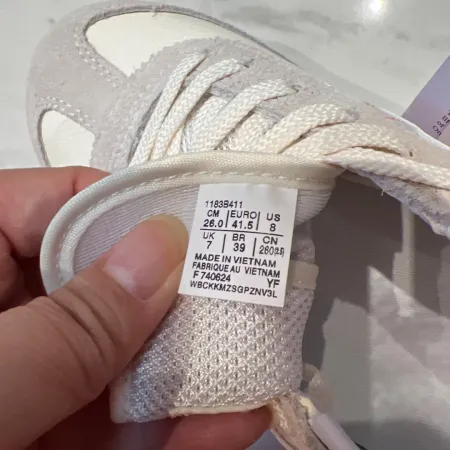 1183B411
CM EURO US
26.0 41.5 8
UK BR CN
7 39 260(2.5)
MADE IN VIETNAM
FABRIQUE AU VIETNAM
F 740624 YF
WBCKKMZSGPZNV3L